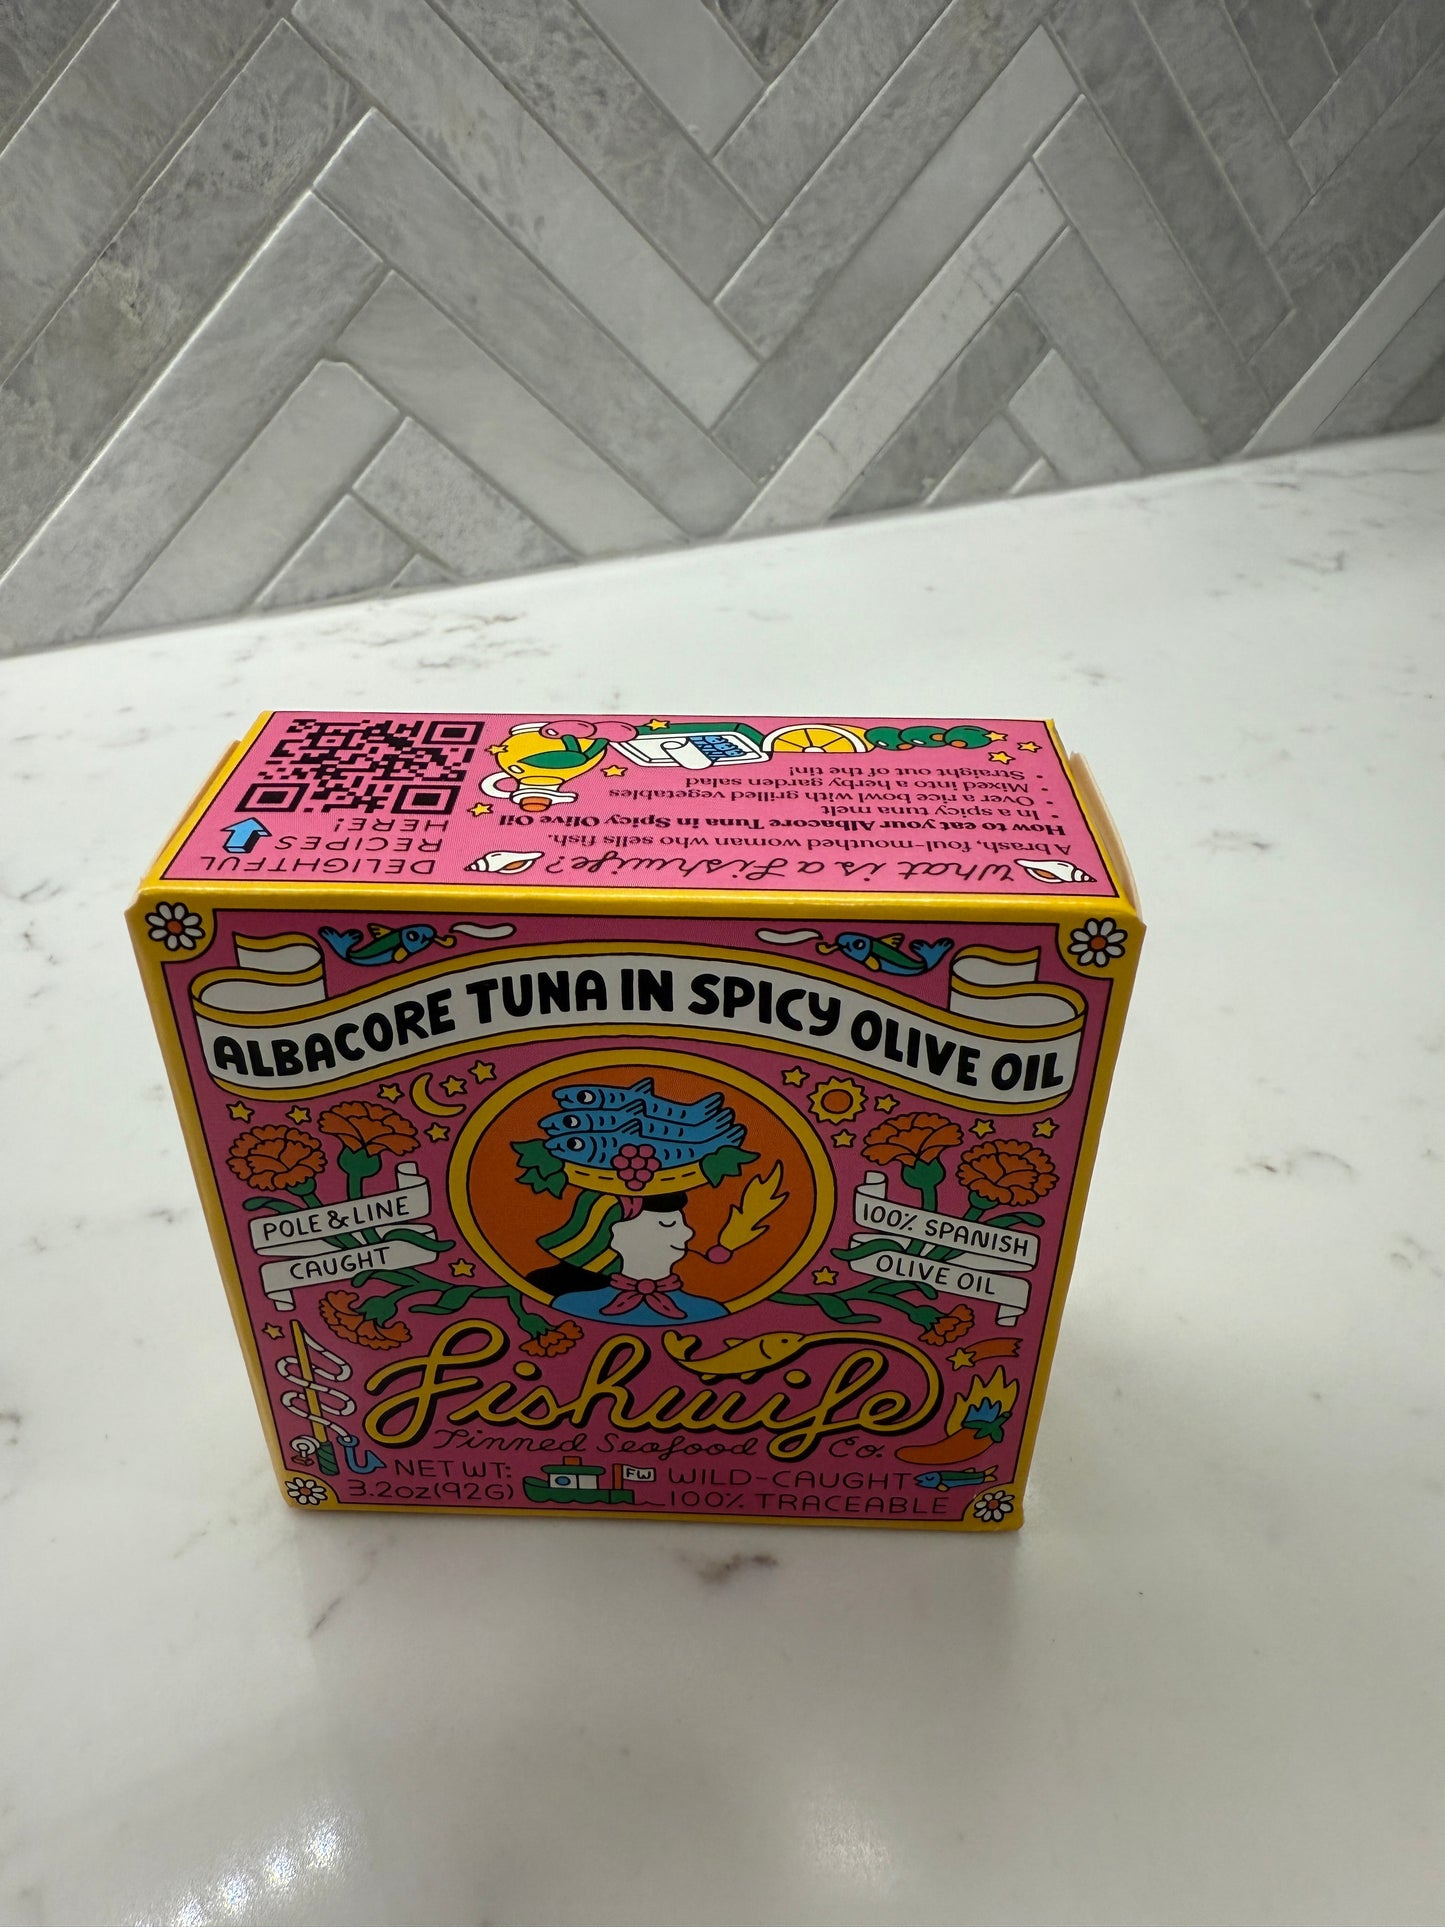 What is a Fishwife?
A brash, foul-mouthed woman who sells fish.
How to eat your Albacore Tuna in Spicy Olive Oil
• In a spicy tuna melt
• Over a rice bowl with grilled vegetables
• Mixed into a herby garden salad
• Straight out of the tin!
DELIGHTFUL
RECIPES
HERE!
ALBACORE TUNA IN SPICY OLIVE OIL
POLE & LINE
CAUGHT
100% SPANISH
OLIVE OIL
Fishwife
Tinned Seafood Co.
NET WT:
3.2oz(92G)
FW
WILD-CAUGHT
100% TRACEABLE